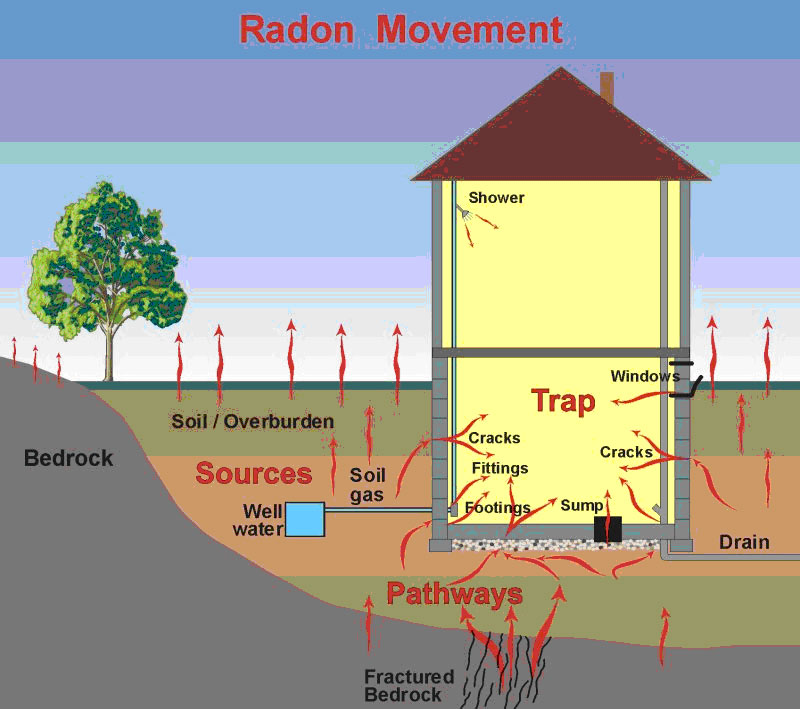 Radon Movement
Shower
Windows
Trap
Soil / Overburden
Cracks
Bedrock
Cracks
Sources
Soil
gas
Fittings
Footings
Sump
Well
water
Drain
Pathways
Fractured
Bedrock